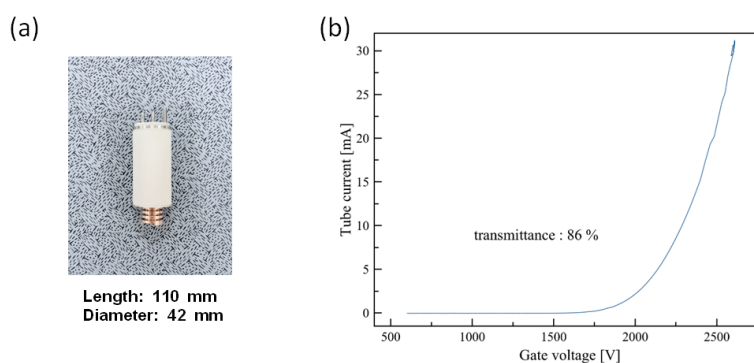 (a)
Length: 110 mm
Diameter: 42 mm
(b)
Tube current [mA]
30
25
20
15
10
5
0
transmittance : 86 %
500 1000 1500 2000 2500
Gate voltage [V]